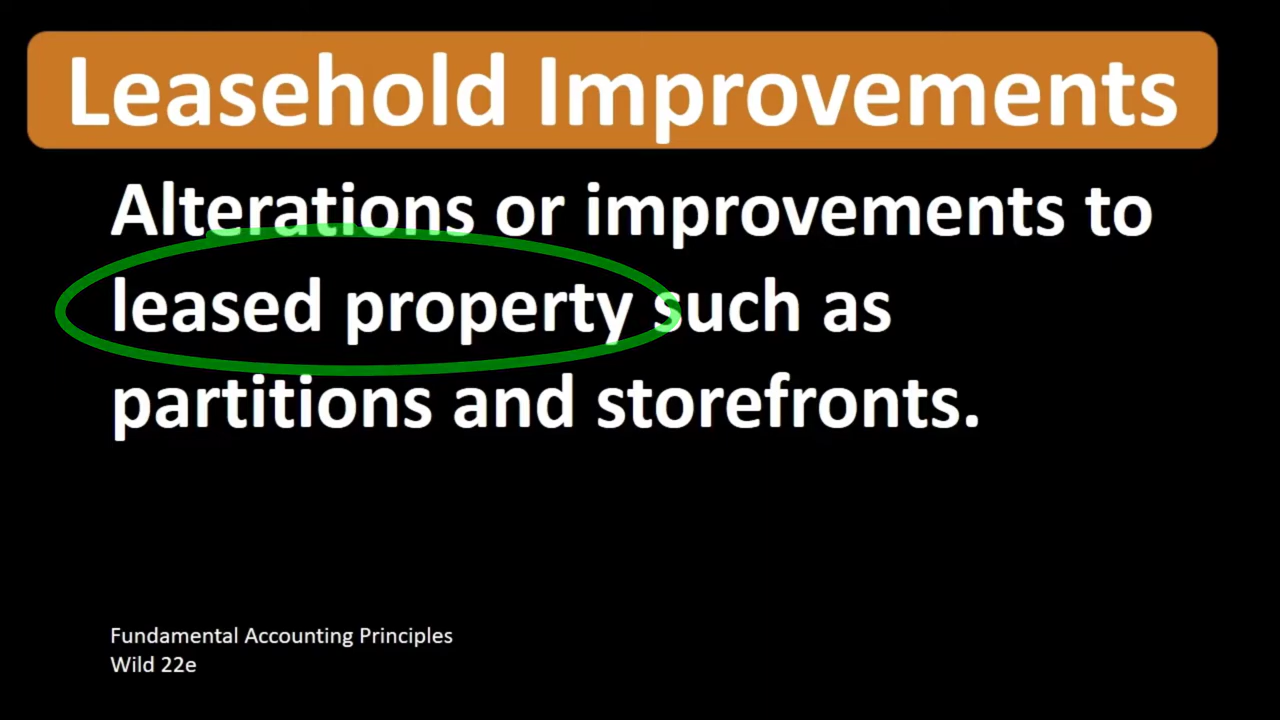 Leasehold Improvements
Alterations or improvements to
leased property such as
partitions and storefronts.
Fundamental Accounting Principles
Wild 22e